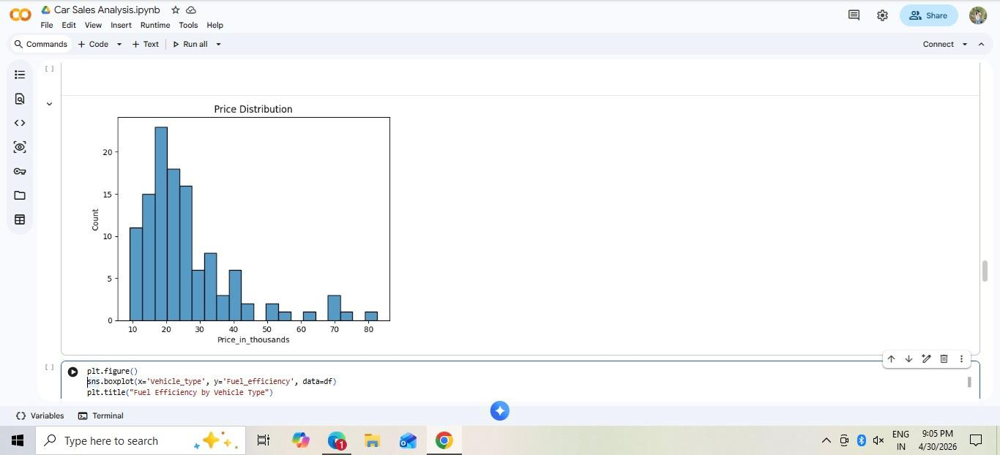 Car Sales Analysis.ipynb
File Edit View Insert Runtime Tools Help
Share
Commands + Code + Text Run all
Connect
[ ]
Price Distribution
20
15
10
5
0
Count
10 20 30 40 50 60 70 80
Price_in_thousands
[ ]
plt.figure()
sns.boxplot(x='Vehicle_type', y='Fuel_efficiency', data=df)
plt.title("Fuel Efficiency by Vehicle Type")
{} Variables Terminal
Type here to search
1
ENG
IN
9:05 PM
4/30/2026